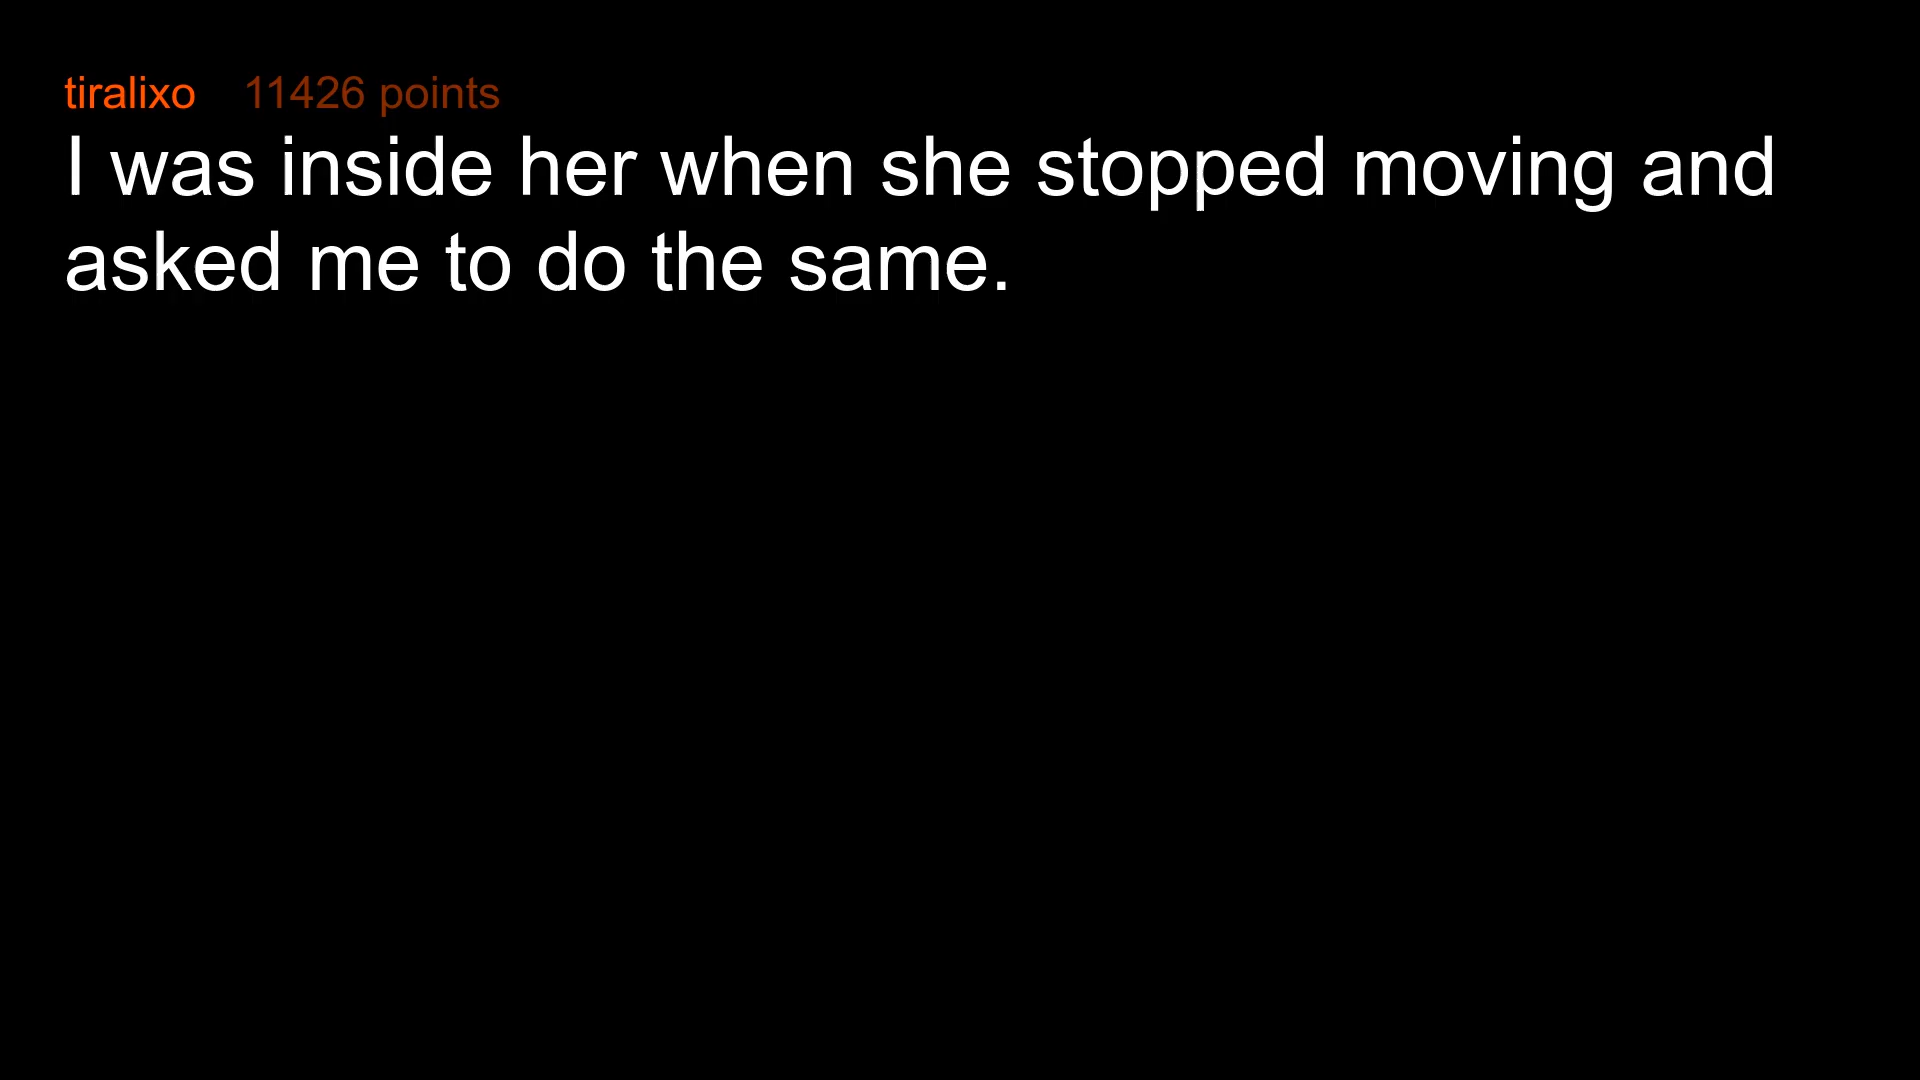 tiralixo 11426 points
I was inside her when she stopped moving and
asked me to do the same.